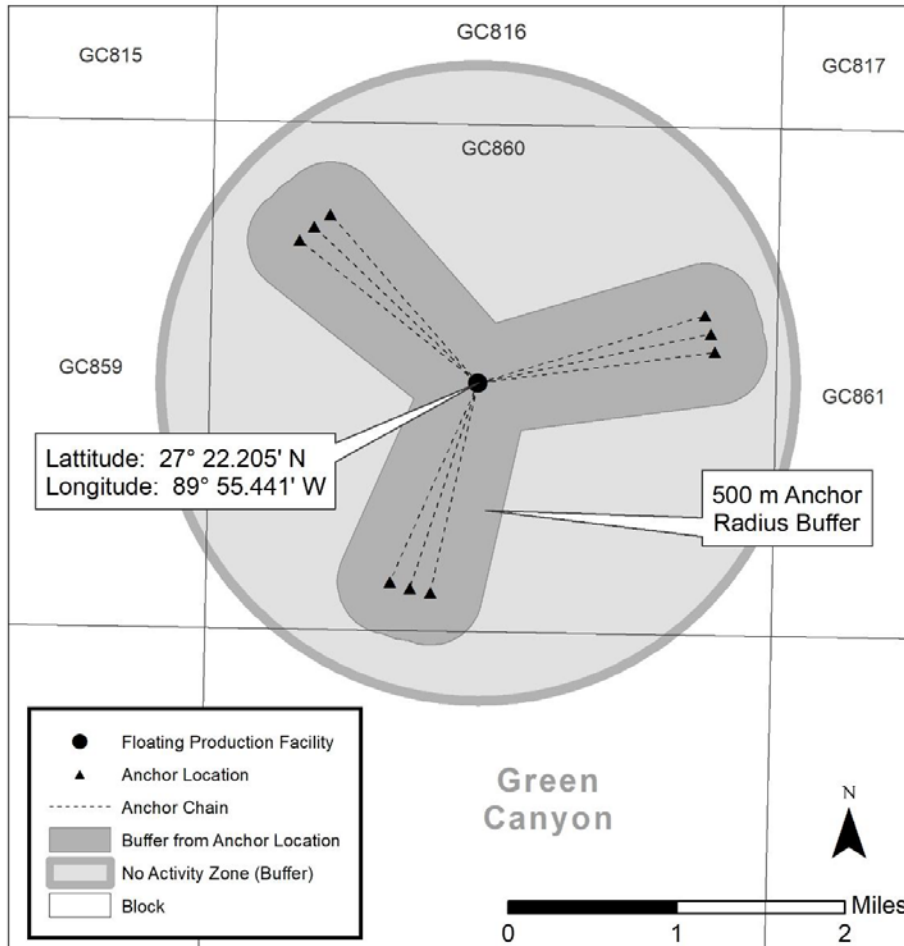 GC815
GC816
GC817
GC860
GC859
GC861
Lattitude: 27° 22.205' N
Longitude: 89° 55.441' W
500 m Anchor
Radius Buffer
Floating Production Facility
Anchor Location
Anchor Chain
Buffer from Anchor Location
No Activity Zone (Buffer)
Block
Green
Canyon
N
Miles
0 1 2